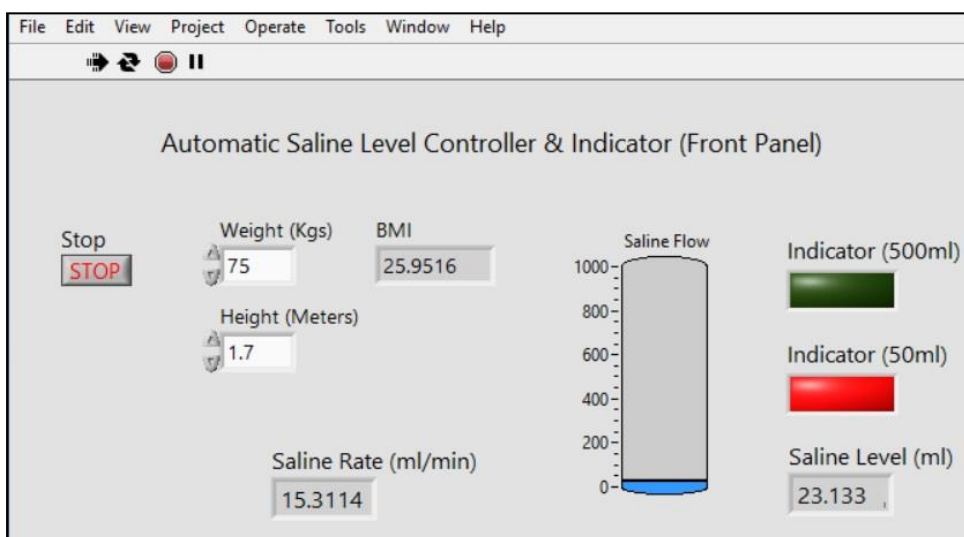 File Edit View Project Operate Tools Window Help
Automatic Saline Level Controller & Indicator (Front Panel)
Stop
STOP
Weight (Kgs)
75
BMI
25.9516
Height (Meters)
1.7
Saline Rate (ml/min)
15.3114
Saline Flow
1000
800
600
400
200
0
Indicator (500ml)
Indicator (50ml)
Saline Level (ml)
23.133